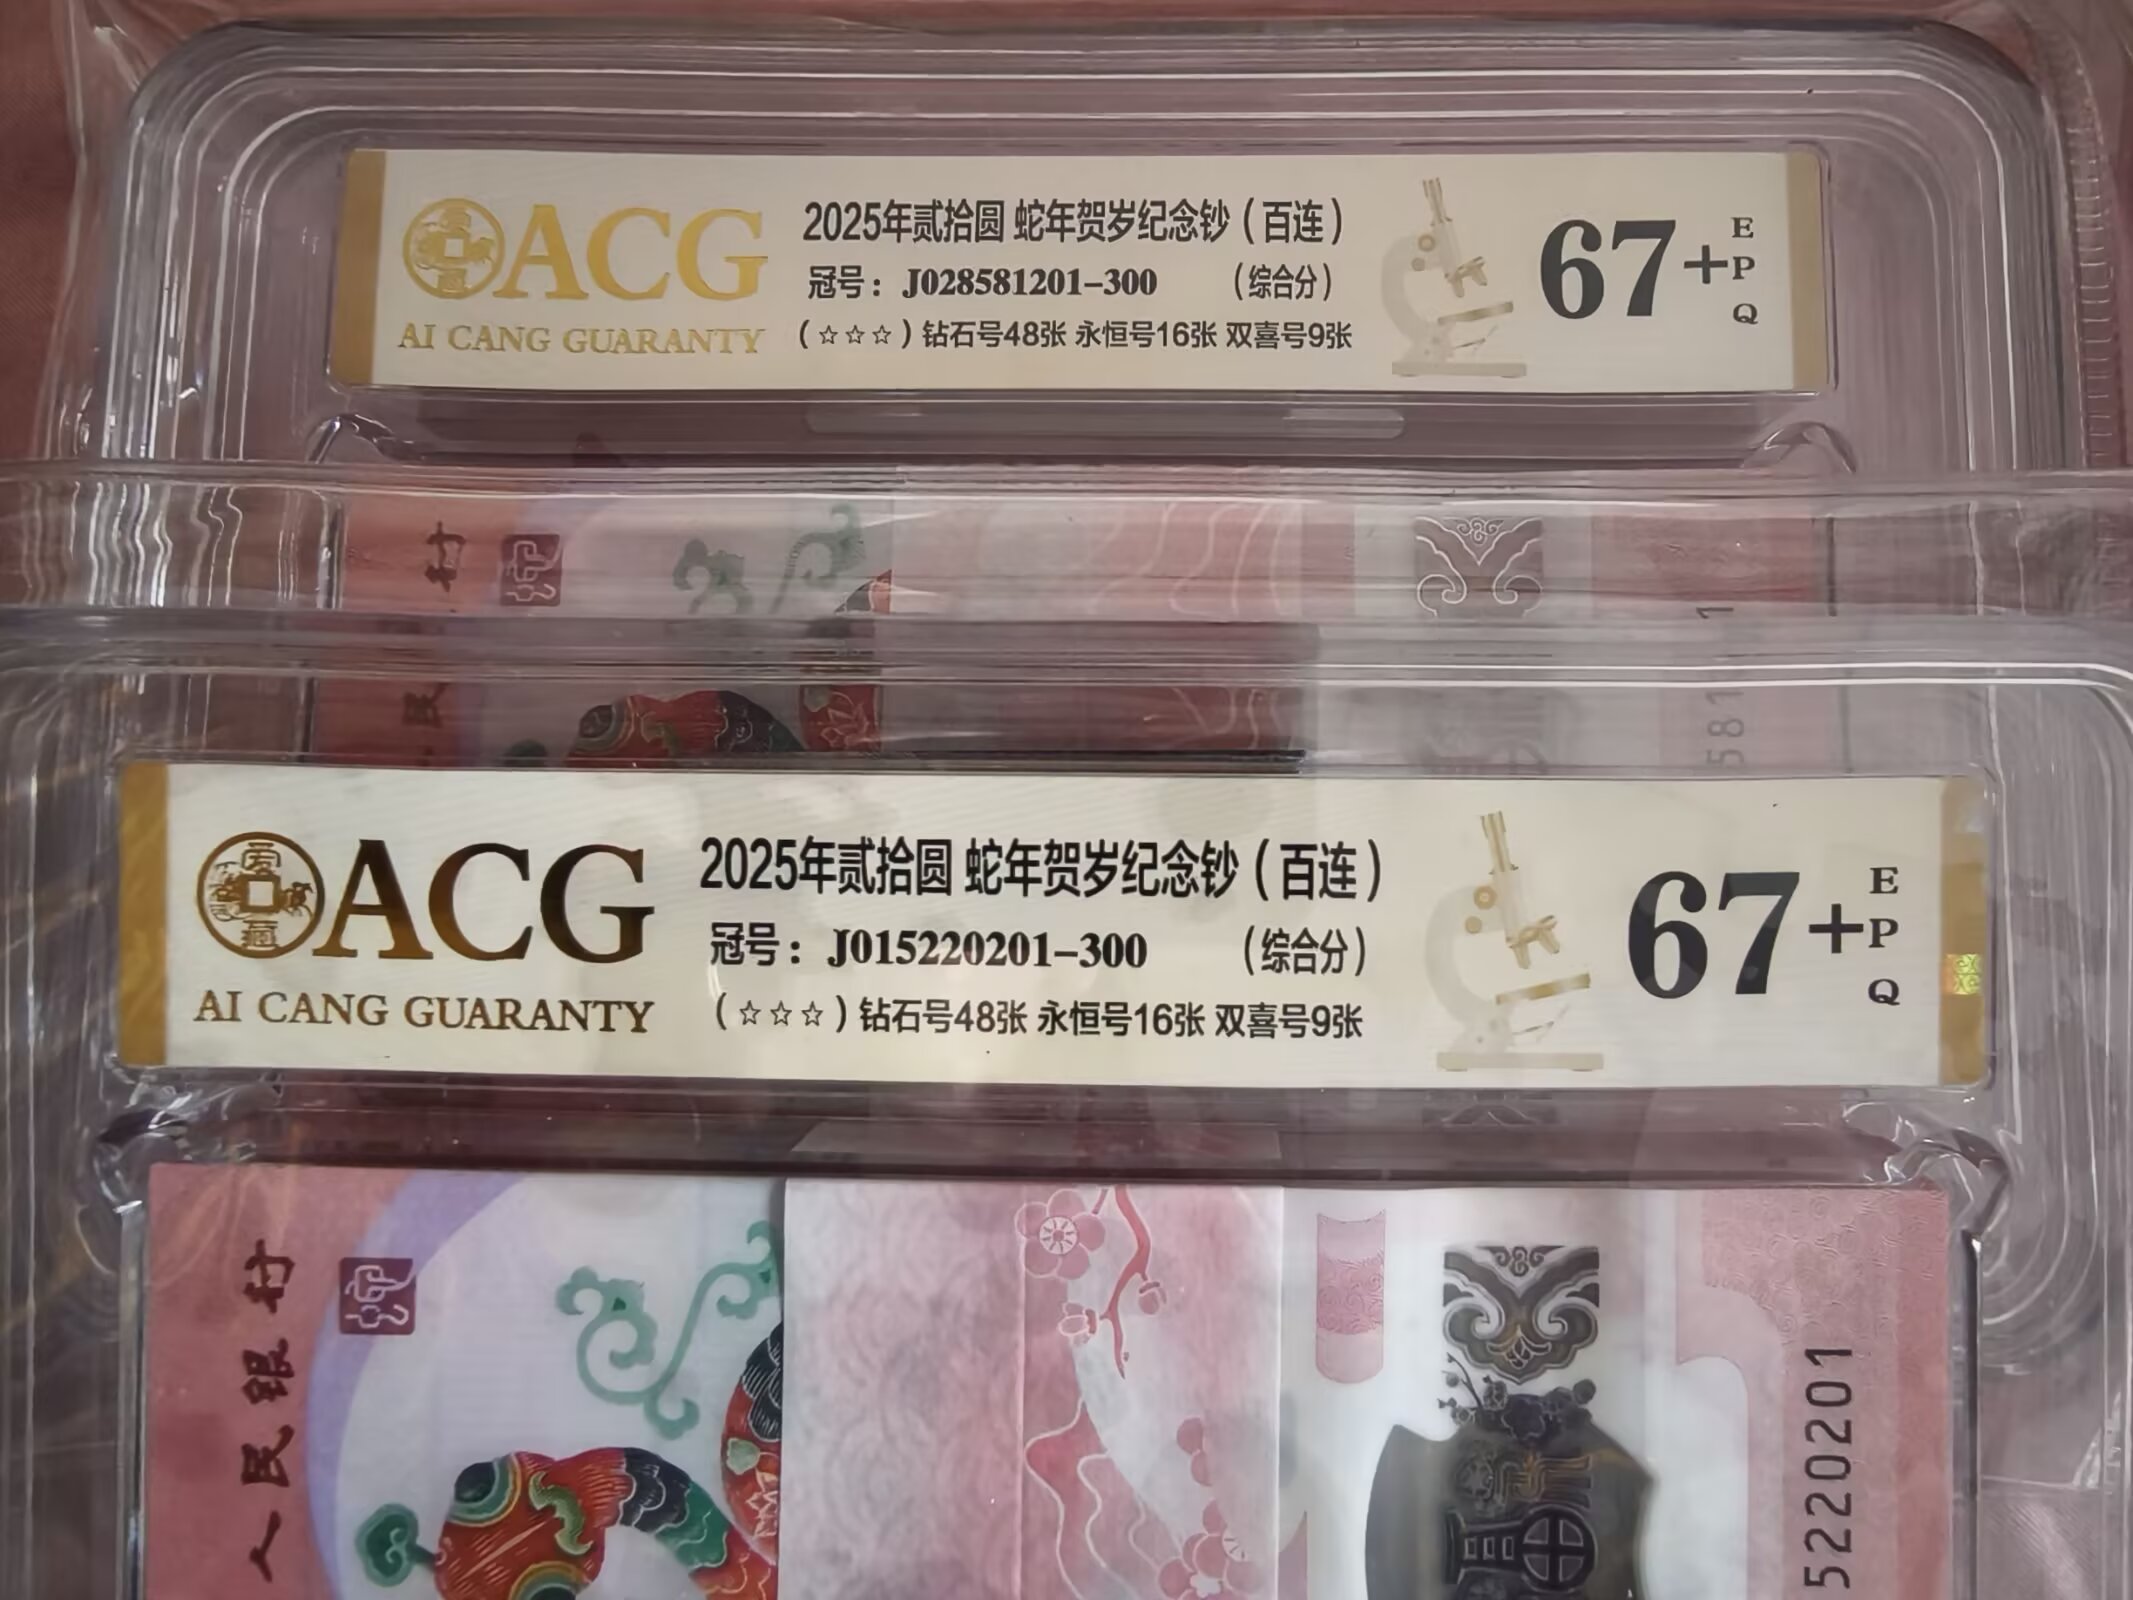 ACG
AI CANG GUARANTY
2025年贰拾圆 蛇年贺岁纪念钞（百连）
冠号：J028581201-300 （综合分）
（☆☆☆）钻石号48张 永恒号16张 双喜号9张
67+
EPQ
581
爱
藏
ACG
AI CANG GUARANTY
2025年贰拾圆 蛇年贺岁纪念钞（百连）
冠号：J015220201-300 （综合分）
（☆☆☆）钻石号48张 永恒号16张 双喜号9张
67+
EPQ
人民银
5220201